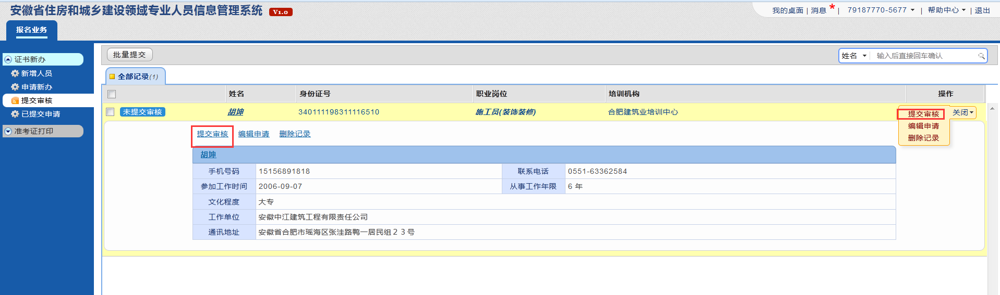 安徽省住房和城乡建设领域专业人员信息管理系统 V1.0
我的桌面 | 消息 * | 79187770-5677 | 帮助中心 | 退出
报名业务
证书新办
新增人员
申请新办
提交审核
已提交申请
准考证打印
批量提交
姓名 输入后直接回车确认
全部记录(1)
姓名 身份证号 职业岗位 培训机构 操作
未提交审核 胡坤 340111198311116510 施工员(装饰装修) 合肥建筑业培训中心 关闭
提交审核
编辑申请
删除记录
提交审核 编辑申请 删除记录
胡坤
手机号码 15156891818 联系电话 0551-63362584
参加工作时间 2006-09-07 从事工作年限 6 年
文化程度 大专
工作单位 安徽中江建筑工程有限责任公司
通讯地址 安徽省合肥市瑶海区张洼路鸭一居民组２３号